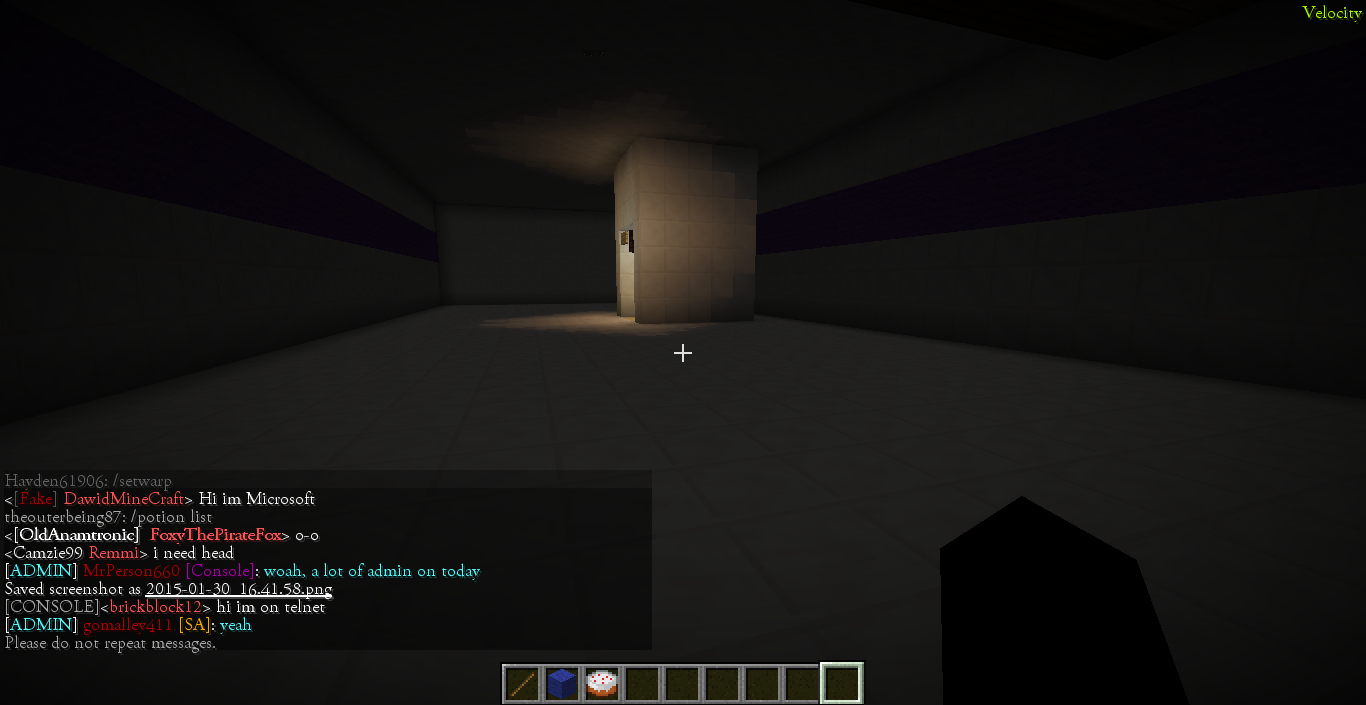 Velocity
Hayden61906: /setwarp
<[Fake] DawidMineCraft> Hi im Microsoft
theouterbeing87: /potion list
<[OldAnamtronic] FoxyThePirateFox> o-o
<Camzie99 Remmi> i need head
[ADMIN] MrPerson660 [Console]: woah, a lot of admin on today
Saved screenshot as 2015-01-30_16.41.58.png
[CONSOLE]<brickblock12> hi im on telnet
[ADMIN] gomalley411 [SA]: yeah
Please do not repeat messages.